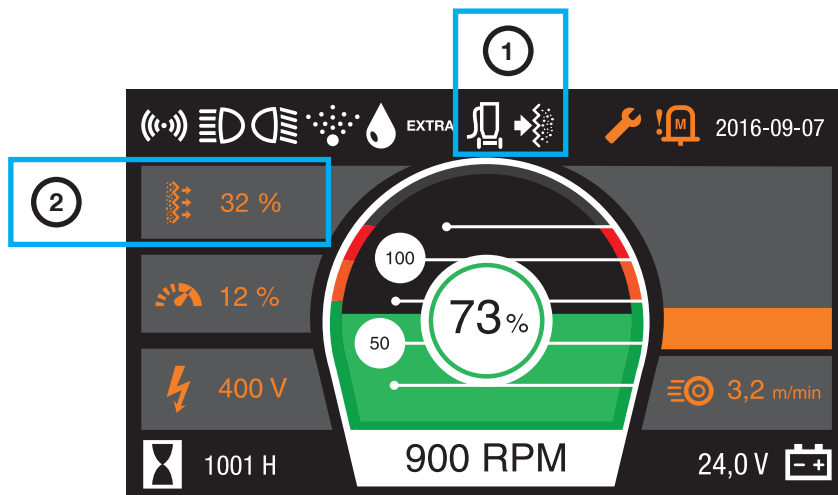 1
EXTRA
M
2016-09-07
2
32 %
100
12 %
73%
50
400 V
3,2 m/min
1001 H
900 RPM
24,0 V
- +